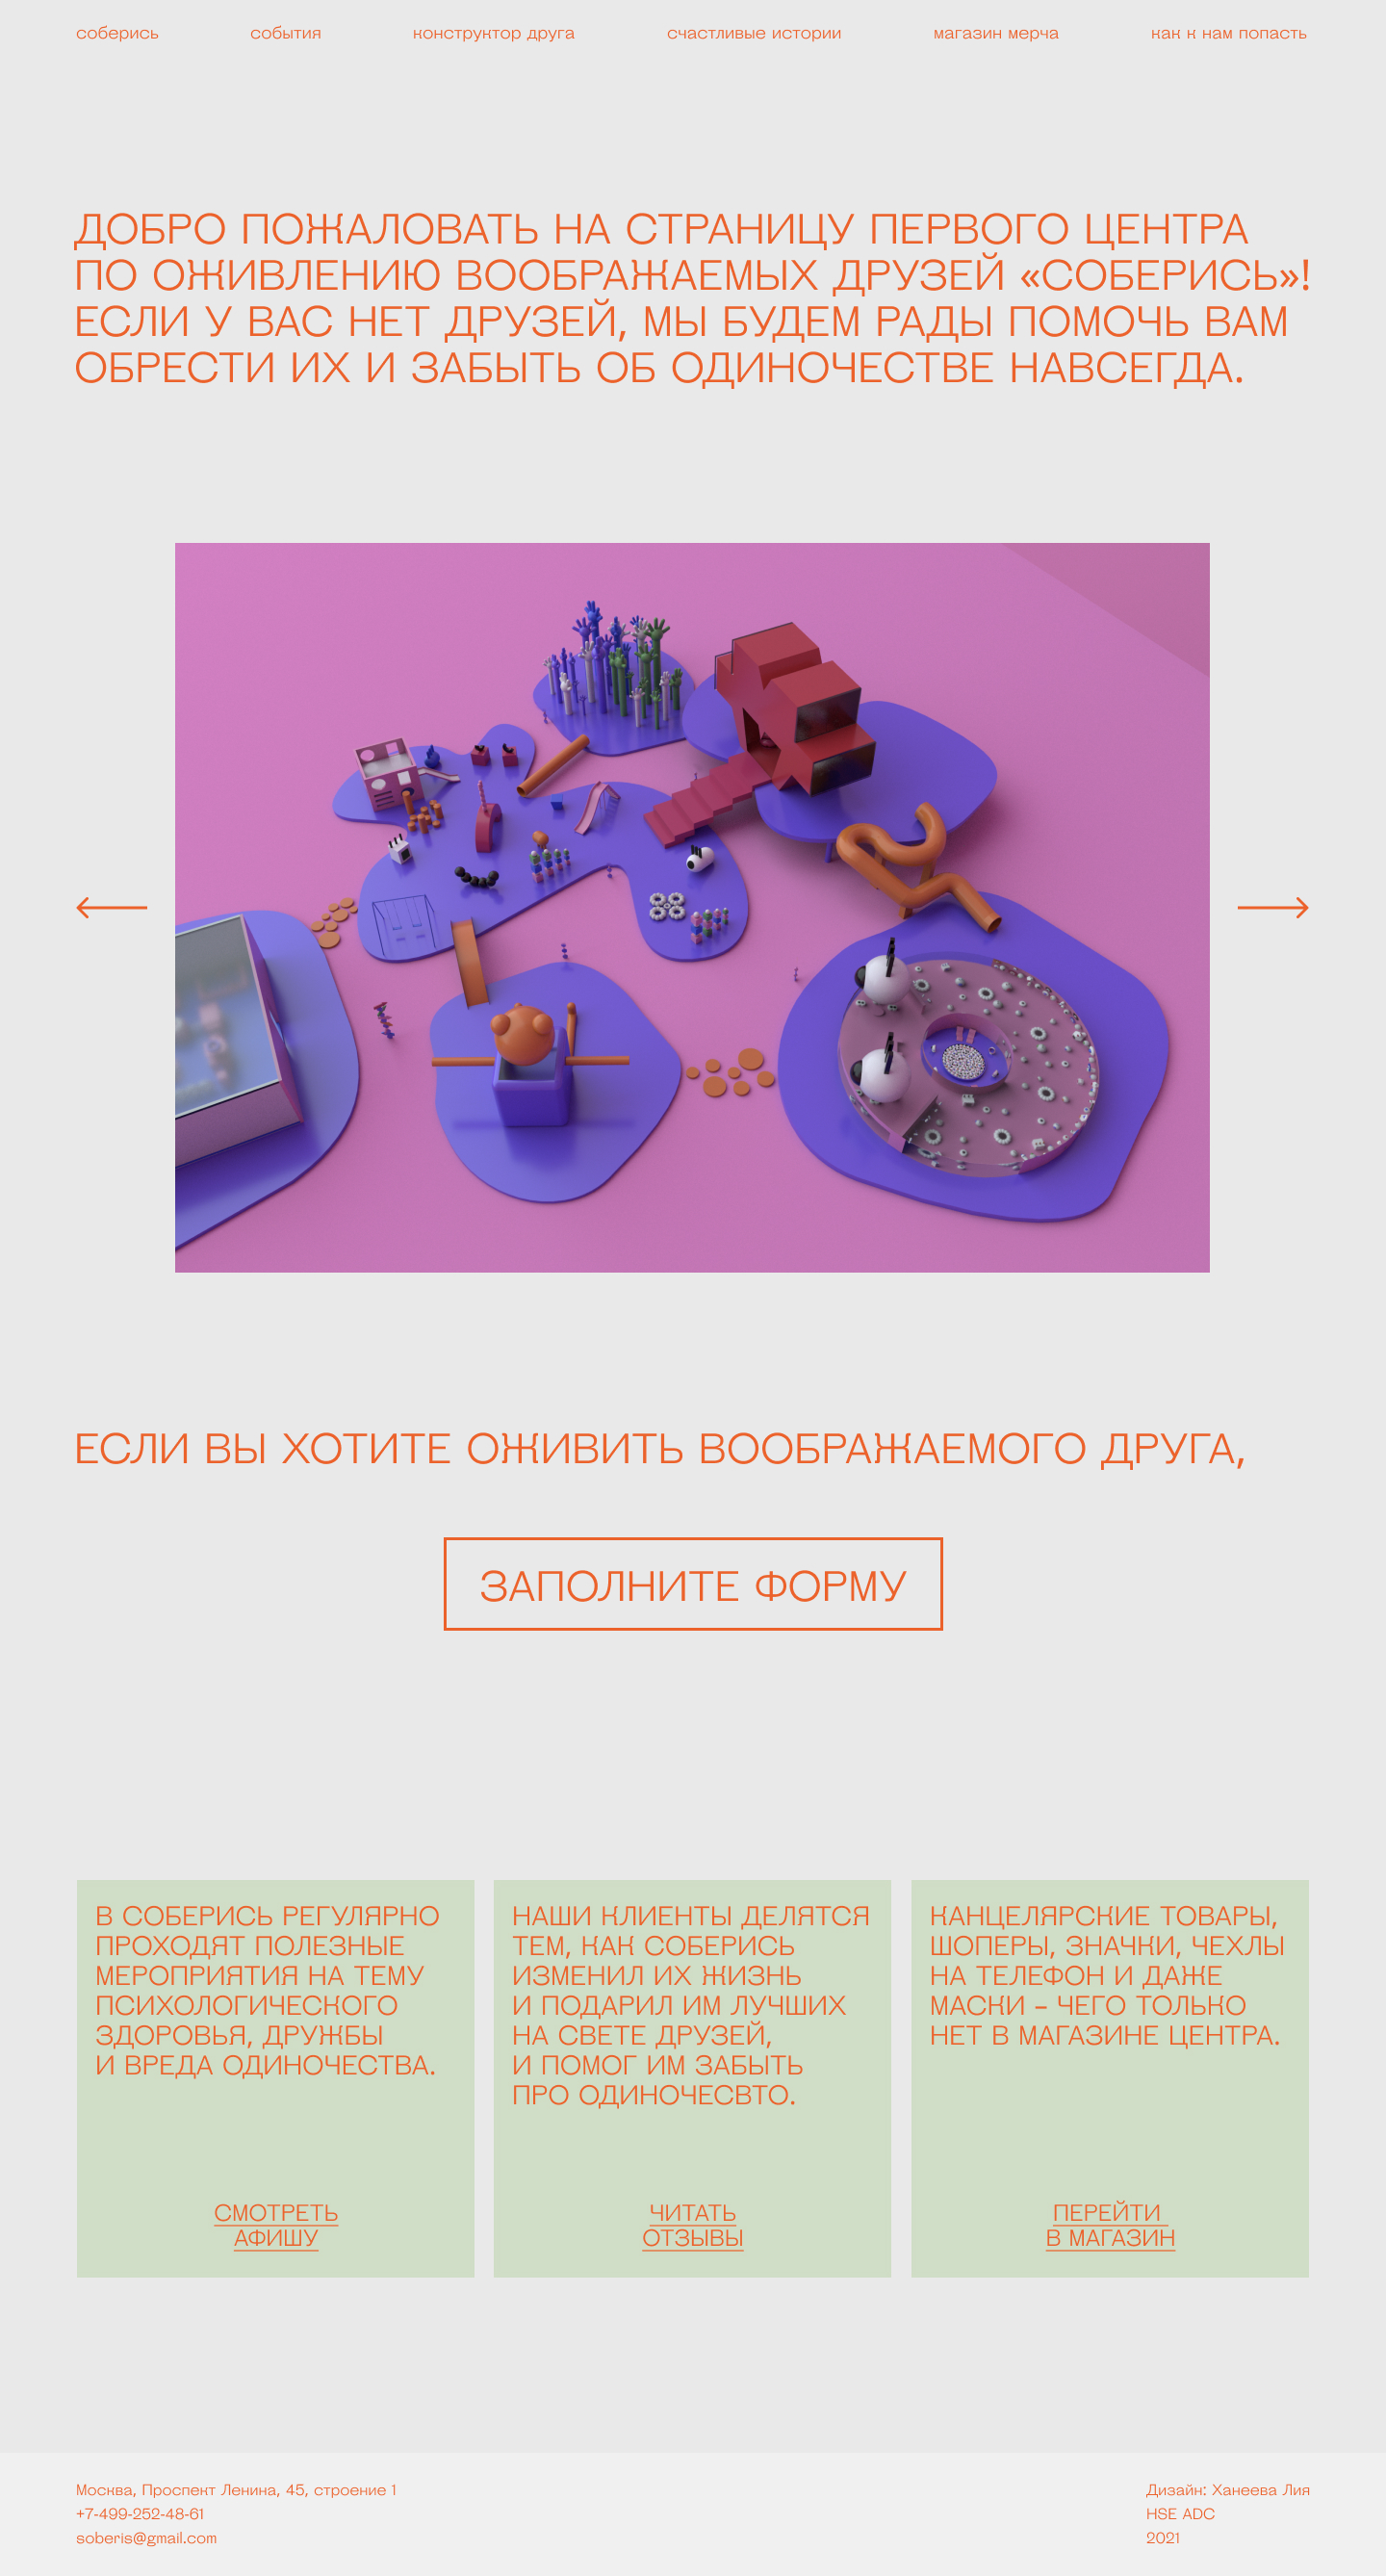 соберись
события
конструктор друга
счастливые истории
магазин мерча
как к нам попасть
ДОБРО ПОЖАЛОВАТЬ НА СТРАНИЦУ ПЕРВОГО ЦЕНТРА
ПО ОЖИВЛЕНИЮ ВООБРАЖАЕМЫХ ДРУЗЕЙ «СОБЕРИСЬ»!
ЕСЛИ У ВАС НЕТ ДРУЗЕЙ, МЫ БУДЕМ РАДЫ ПОМОЧЬ ВАМ
ОБРЕСТИ ИХ И ЗАБЫТЬ ОБ ОДИНОЧЕСТВЕ НАВСЕГДА.
ЕСЛИ ВЫ ХОТИТЕ ОЖИВИТЬ ВООБРАЖАЕМОГО ДРУГА,
ЗАПОЛНИТЕ ФОРМУ
В СОБЕРИСЬ РЕГУЛЯРНО
ПРОХОДЯТ ПОЛЕЗНЫЕ
МЕРОПРИЯТИЯ НА ТЕМУ
ПСИХОЛОГИЧЕСКОГО
ЗДОРОВЬЯ, ДРУЖБЫ
И ВРЕДА ОДИНОЧЕСТВА.
СМОТРЕТЬ
АФИШУ
НАШИ КЛИЕНТЫ ДЕЛЯТСЯ
ТЕМ, КАК СОБЕРИСЬ
ИЗМЕНИЛ ИХ ЖИЗНЬ
И ПОДАРИЛ ИМ ЛУЧШИХ
НА СВЕТЕ ДРУЗЕЙ,
И ПОМОГ ИМ ЗАБЫТЬ
ПРО ОДИНОЧЕСВТО.
ЧИТАТЬ
ОТЗЫВЫ
КАНЦЕЛЯРСКИЕ ТОВАРЫ,
ШОПЕРЫ, ЗНАЧКИ, ЧЕХЛЫ
НА ТЕЛЕФОН И ДАЖЕ
МАСКИ – ЧЕГО ТОЛЬКО
НЕТ В МАГАЗИНЕ ЦЕНТРА.
ПЕРЕЙТИ
В МАГАЗИН
Москва, Проспект Ленина, 45, строение 1
+7-499-252-48-61
soberis@gmail.com
Дизайн: Ханеева Лия
HSE ADC
2021